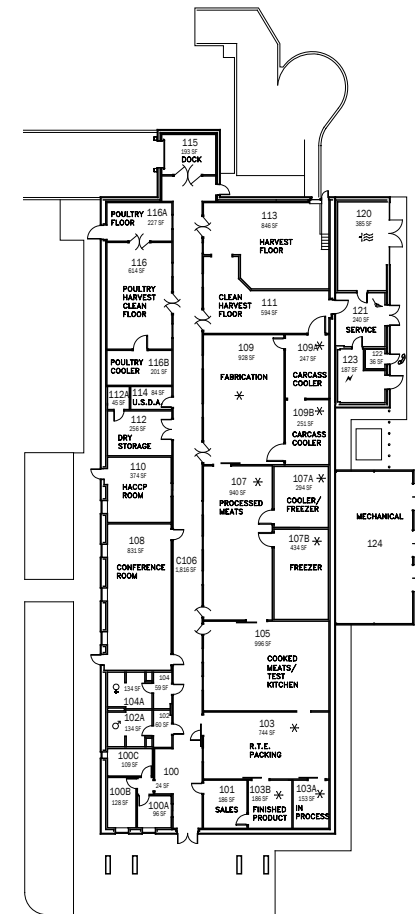 115
193 SF
DOCK
POULTRY 116A
FLOOR 227 SF
113
846 SF
HARVEST
FLOOR
120
385 SF
116
614 SF
POULTRY
HARVEST
CLEAN
FLOOR
CLEAN 111
HARVEST 594 SF
FLOOR
121
240 SF
SERVICE
109
928 SF
FABRICATION
109A
247 SF
CARCASS
COOLER
122
36 SF
123
187 SF
POULTRY 116B
COOLER 201 SF
112A
45 SF
114 84 SF
U.S.D.A.
112
256 SF
DRY
STORAGE
109B
251 SF
CARCASS
COOLER
110
374 SF
HACCP
ROOM
107
940 SF
PROCESSED
MEATS
107A
294 SF
COOLER/
FREEZER
MECHANICAL
124
108
831 SF
CONFERENCE
ROOM
C106
1,816 SF
107B
434 SF
FREEZER
105
996 SF
COOKED
MEATS/
TEST
KITCHEN
134 SF
104A
104
59 SF
102A
134 SF
102
60 SF
103
744 SF
R.T.E.
PACKING
100C
109 SF
100
24 SF
100B
128 SF
100A
96 SF
101
186 SF
SALES
103B
186 SF
FINISHED
PRODUCT
103A
153 SF
IN
PROCESS